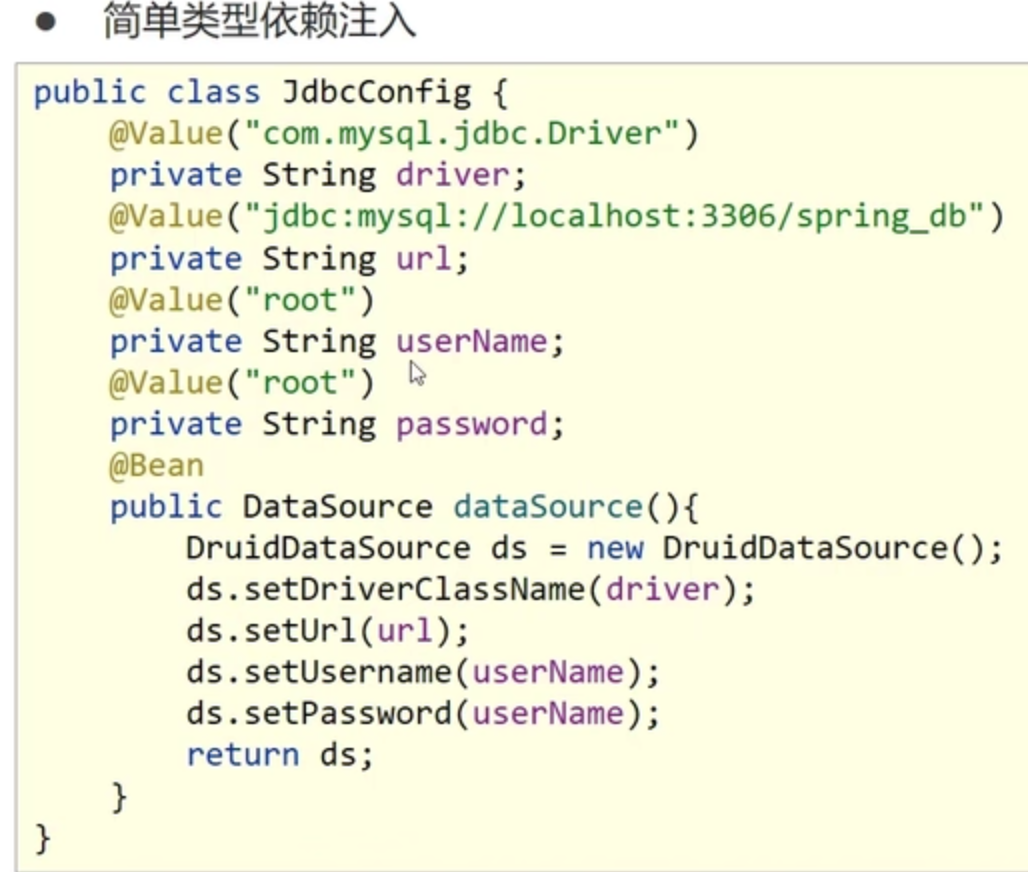 ● 简单类型依赖注入
public class JdbcConfig {
    @Value("com.mysql.jdbc.Driver")
    private String driver;
    @Value("jdbc:mysql://localhost:3306/spring_db")
    private String url;
    @Value("root")
    private String userName;
    @Value("root")
    private String password;
    @Bean
    public DataSource dataSource(){
        DruidDataSource ds = new DruidDataSource();
        ds.setDriverClassName(driver);
        ds.setUrl(url);
        ds.setUsername(userName);
        ds.setPassword(userName);
        return ds;
    }
}